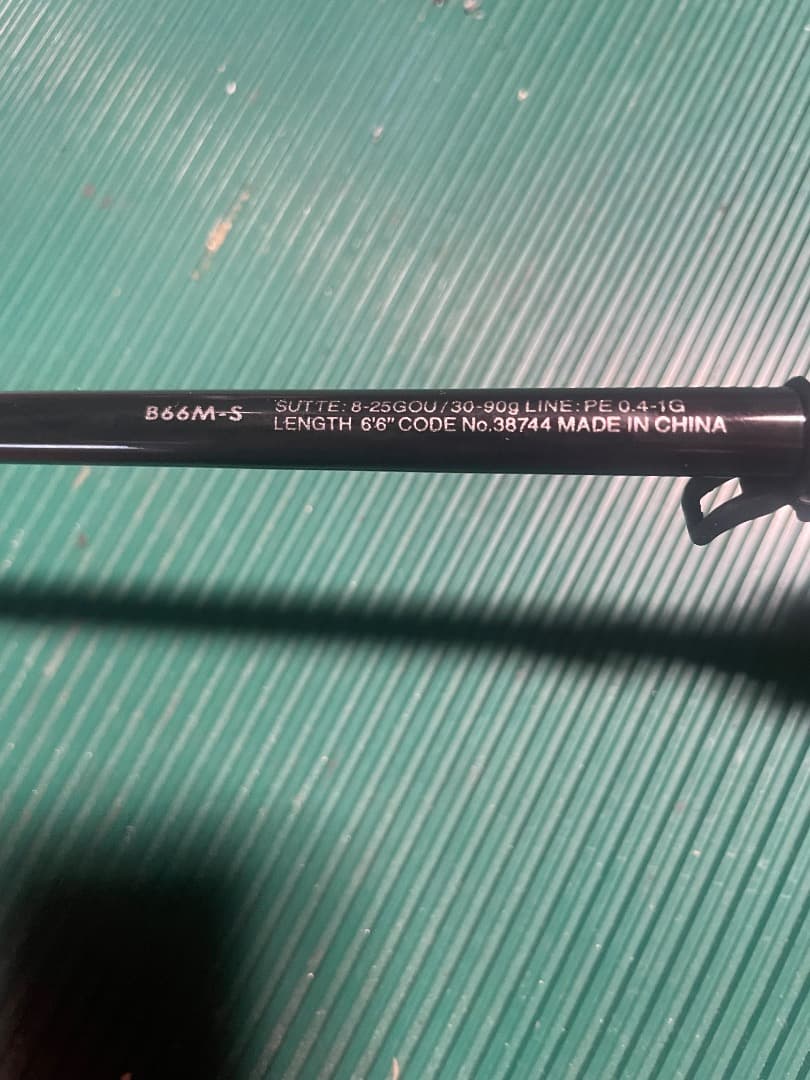 B66M-S
SUTTE: 8-25GOU / 30-90g LINE: PE 0.4-1G
LENGTH 6'6" CODE No.38744 MADE IN CHINA